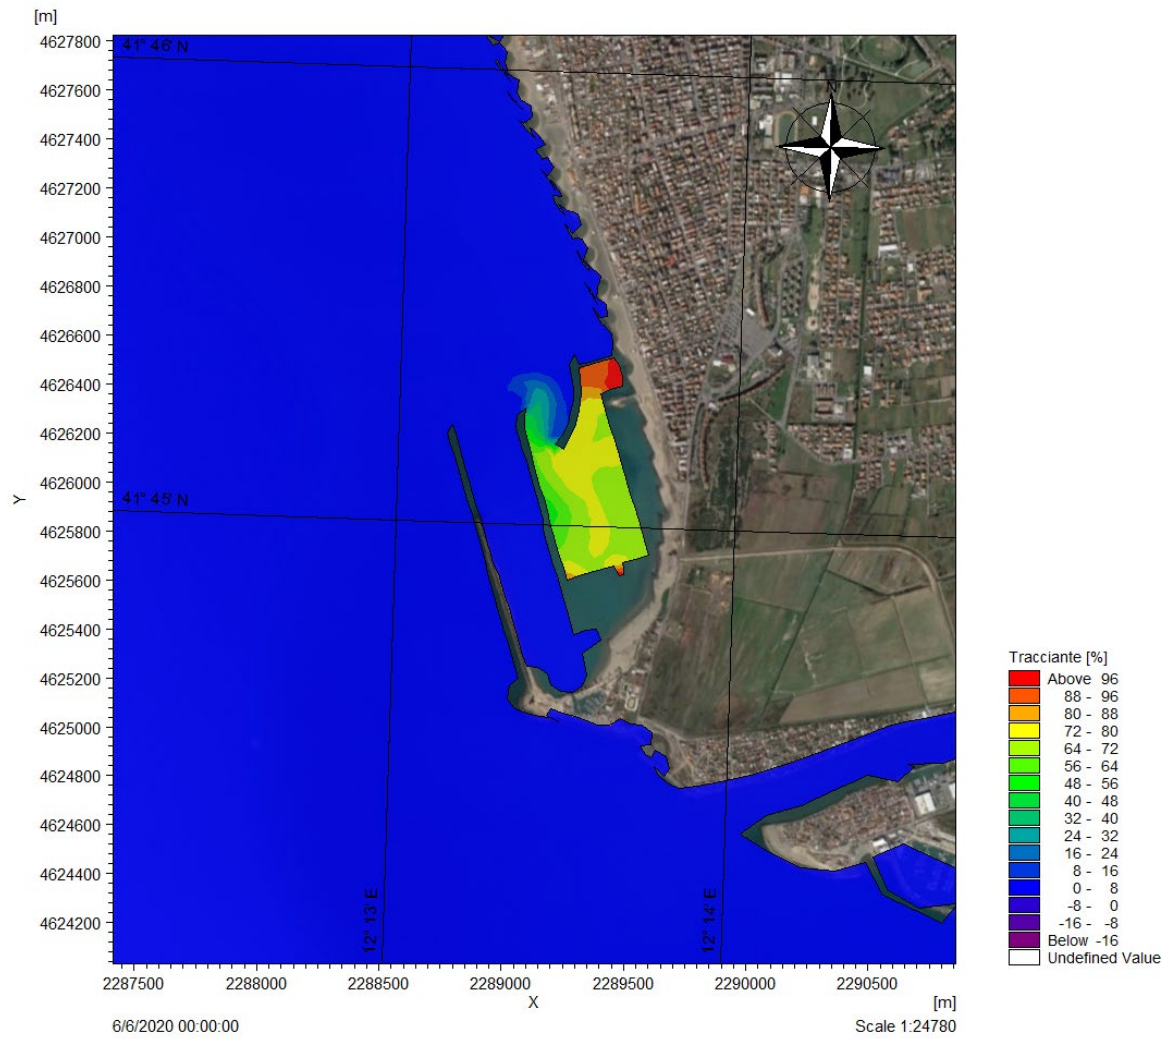 [m]
4627800
4627600
4627400
4627200
4627000
4626800
4626600
4626400
4626200
4626000
4625800
4625600
4625400
4625200
4625000
4624800
4624600
4624400
4624200
Y
41° 46' N
41° 45' N
12° 13' E
12° 14' E
N
2287500 2288000 2288500 2289000 2289500 2290000 2290500
X
[m]
6/6/2020 00:00:00
Scale 1:24780
Tracciante [%]
Above 96
88 - 96
80 - 88
72 - 80
64 - 72
56 - 64
48 - 56
40 - 48
32 - 40
24 - 32
16 - 24
8 - 16
0 - 8
-8 - 0
-16 - -8
Below -16
Undefined Value